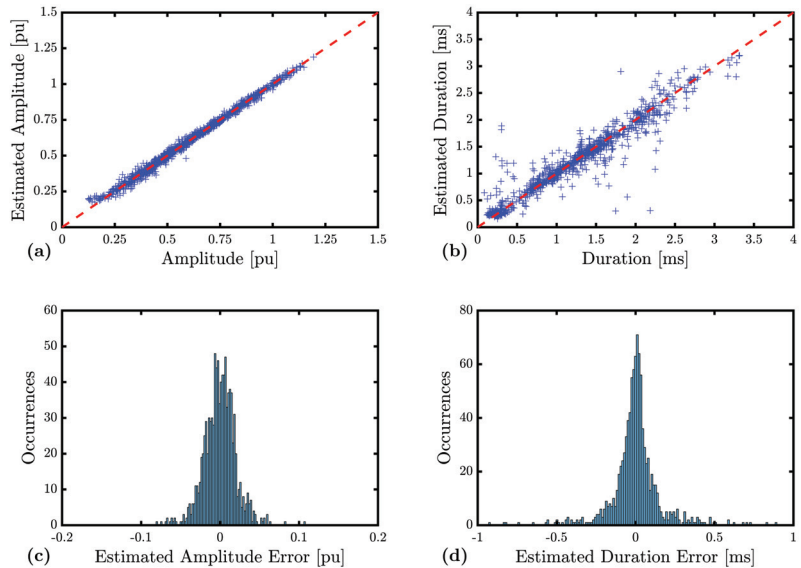 1.5
1
0.75
0.5
0.25
0
0 0.25 0.5 0.75 1 1.25 1.5
Estimated Amplitude [pu]
Amplitude [pu]
(a)
4
3.5
3
2.5
2
1.5
1
0.5
0
0 0.5 1 1.5 2 2.5 3 3.5 4
Estimated Duration [ms]
Duration [ms]
(b)
60
50
40
30
20
10
0
-0.2 -0.1 0 0.1 0.2
Occurrences
Estimated Amplitude Error [pu]
(c)
80
60
40
20
0
-1 -0.5 0 0.5 1
Occurrences
Estimated Duration Error [ms]
(d)